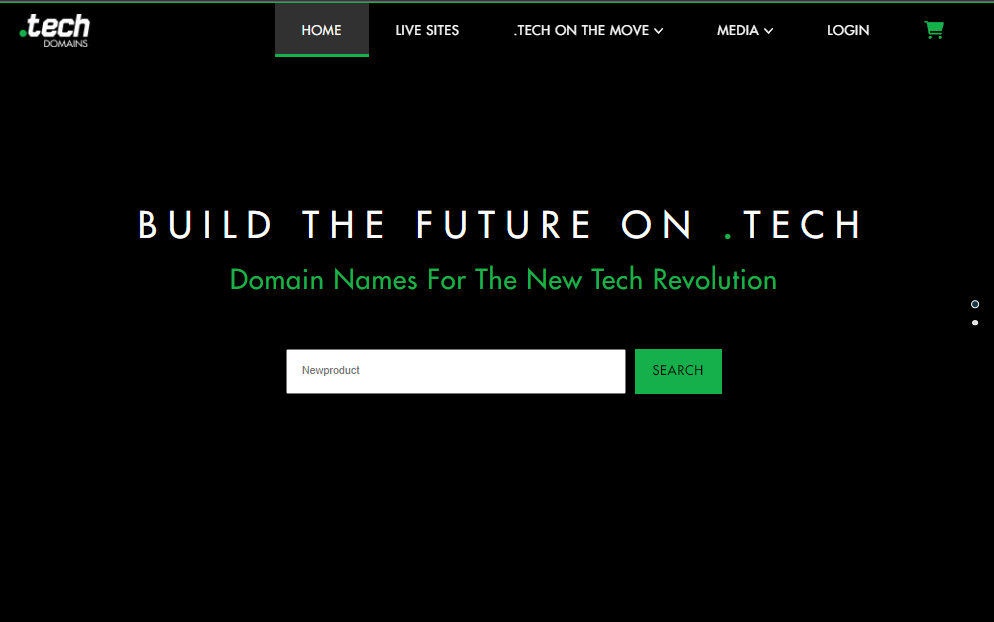 .tech
DOMAINS
HOME
LIVE SITES
.TECH ON THE MOVE
MEDIA
LOGIN
BUILD THE FUTURE ON .TECH
Domain Names For The New Tech Revolution
Newproduct
SEARCH